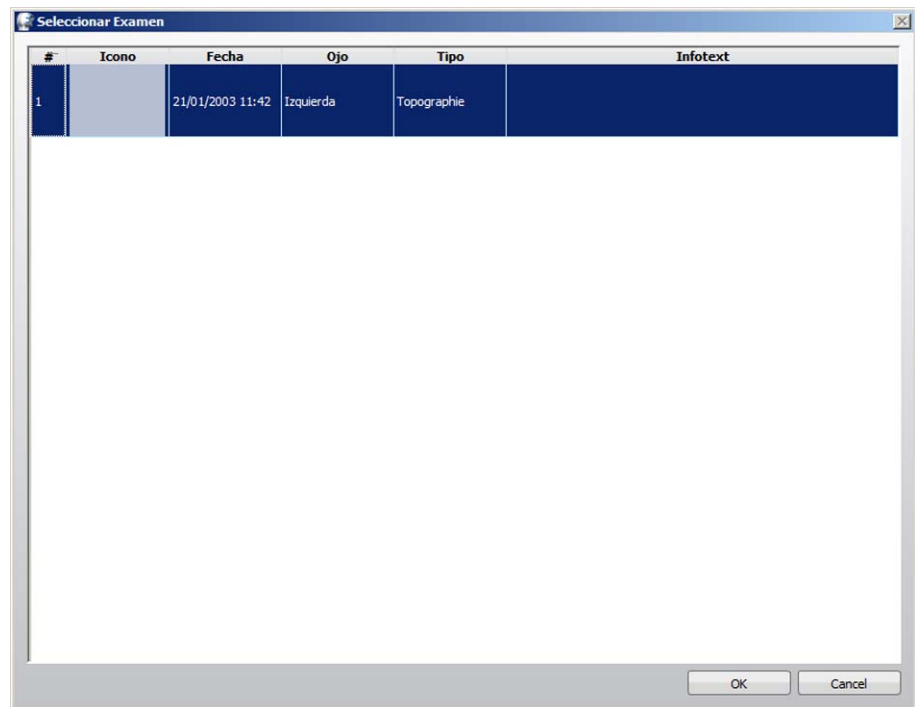 Seleccionar Examen
# Icono Fecha Ojo Tipo Infotext
1 21/01/2003 11:42 Izquierda Topographie
OK Cancel